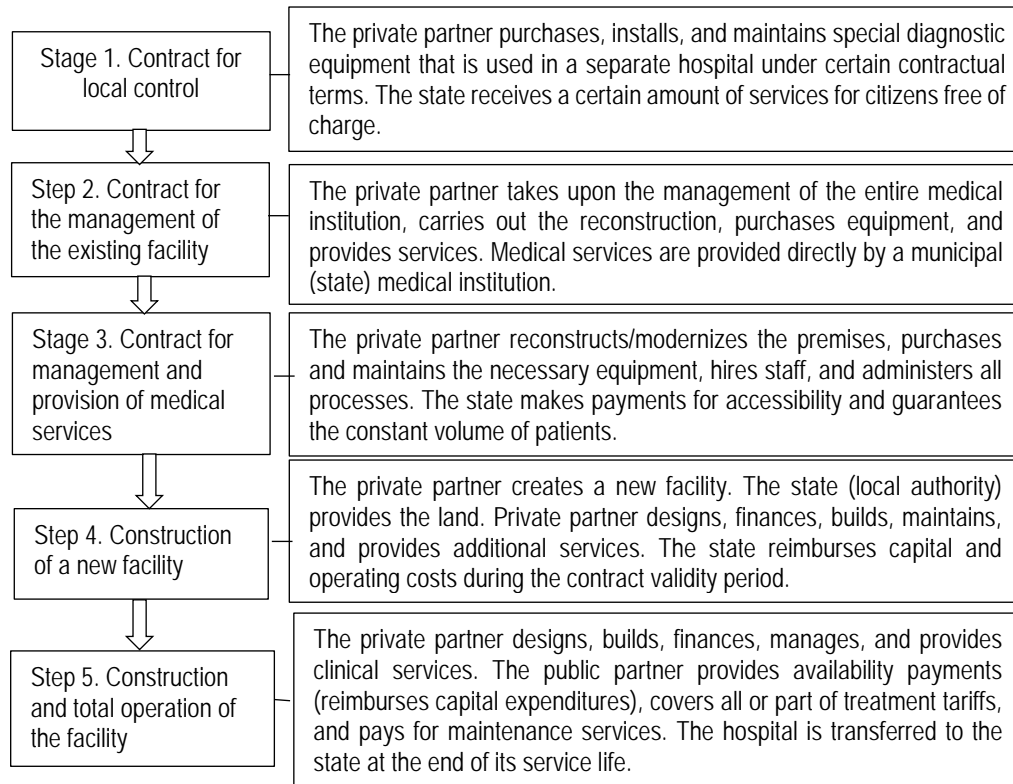 Stage 1. Contract for
local control
The private partner purchases, installs, and maintains special diagnostic
equipment that is used in a separate hospital under certain contractual
terms. The state receives a certain amount of services for citizens free of
charge.
Step 2. Contract for
the management of
the existing facility
The private partner takes upon the management of the entire medical
institution, carries out the reconstruction, purchases equipment, and
provides services. Medical services are provided directly by a municipal
(state) medical institution.
Stage 3. Contract for
management and
provision of medical
services
The private partner reconstructs/modernizes the premises, purchases
and maintains the necessary equipment, hires staff, and administers all
processes. The state makes payments for accessibility and guarantees
the constant volume of patients.
Step 4. Construction
of a new facility
The private partner creates a new facility. The state (local authority)
provides the land. Private partner designs, finances, builds, maintains,
and provides additional services. The state reimburses capital and
operating costs during the contract validity period.
Step 5. Construction
and total operation of
the facility
The private partner designs, builds, finances, manages, and provides
clinical services. The public partner provides availability payments
(reimburses capital expenditures), covers all or part of treatment tariffs,
and pays for maintenance services. The hospital is transferred to the
state at the end of its service life.